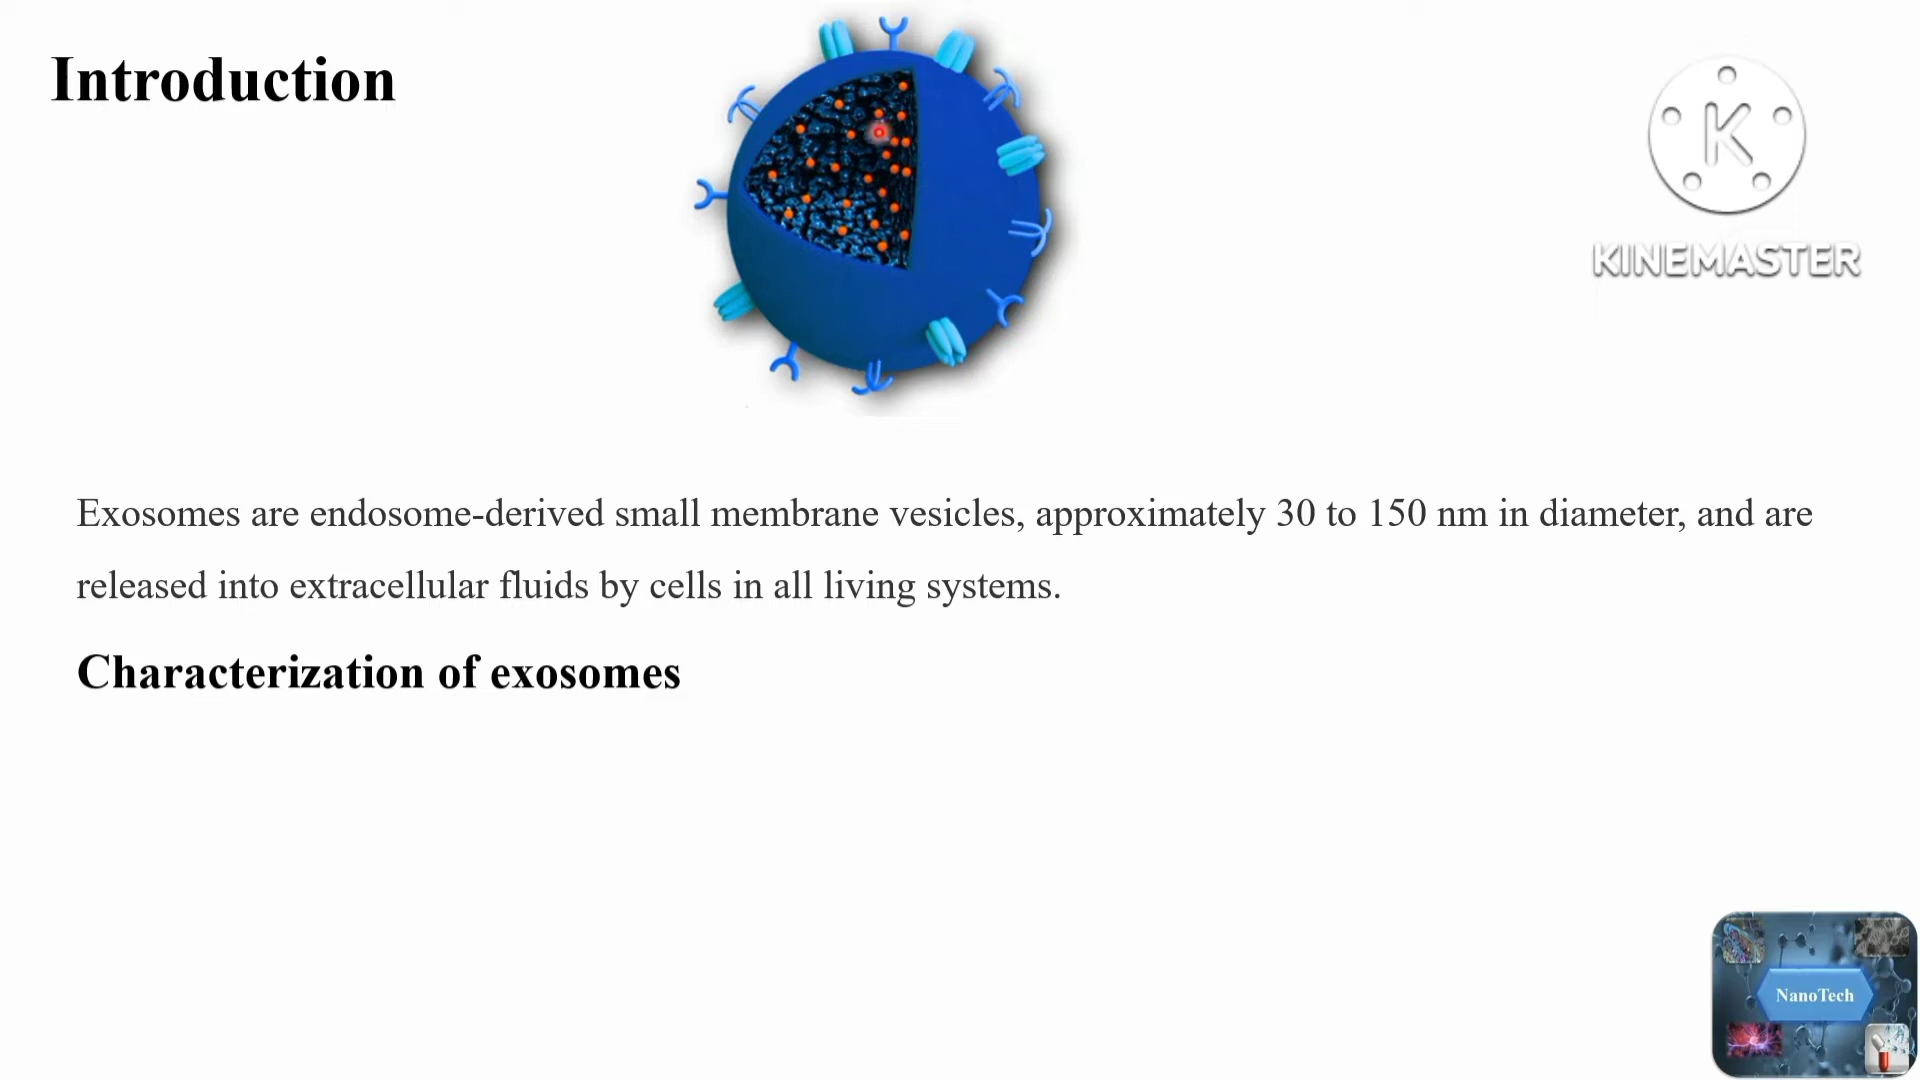 Introduction
K
KINEMASTER
Exosomes are endosome-derived small membrane vesicles, approximately 30 to 150 nm in diameter, and are
released into extracellular fluids by cells in all living systems.
Characterization of exosomes
NanoTech